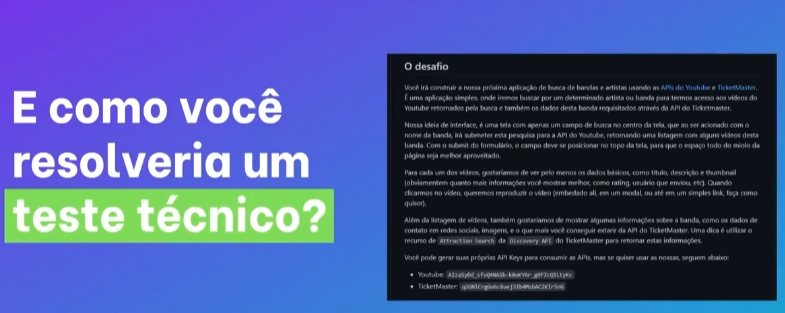 E como você
resolveria um
teste técnico?
O desafio
Você irá construir a nossa próxima aplicação de busca de bandas e artistas usando as APIs do Youtube e TicketMaster.
É uma aplicação simples, onde iremos buscar por um determinado artista ou banda para termos acesso aos vídeos do
Youtube retornados pela busca e também os dados desta banda requisitados através da API do Ticketmaster.
Nossa ideia de interface, é uma tela com apenas um campo de busca no centro da tela, que ao ser acionado com o
nome da banda, irá submeter esta pesquisa para a API do Youtube, retornando uma listagem com alguns vídeos desta
banda. Com o submit do formulário, o campo deve se posicionar no topo da tela, para que o espaço todo do miolo da
página seja melhor aproveitado.
Para cada um dos vídeos, gostaríamos de ver pelo menos os dados básicos, como título, descrição e thumbnail
(obviamente quanto mais informações você mostrar melhor, como rating, usuário que enviou, etc). Quando
clicarmos no vídeo, queremos reproduzir o vídeo (embedado ali, em um modal, ou até em um simples link, faça como
quiser).
Além da listagem de vídeos, também gostaríamos de mostrar algumas informações sobre a banda, como os dados de
contato em redes sociais, imagens, e o que mais você conseguir extrair da API do TicketMaster. Uma dica é utilizar o
recurso de Attraction Search da Discovery API do TicketMaster para retornar estas informações.
Você pode gerar suas próprias API Keys para consumir as APIs, mas se quiser usar as nossas, seguem abaixo:
Youtube:
TicketMaster: